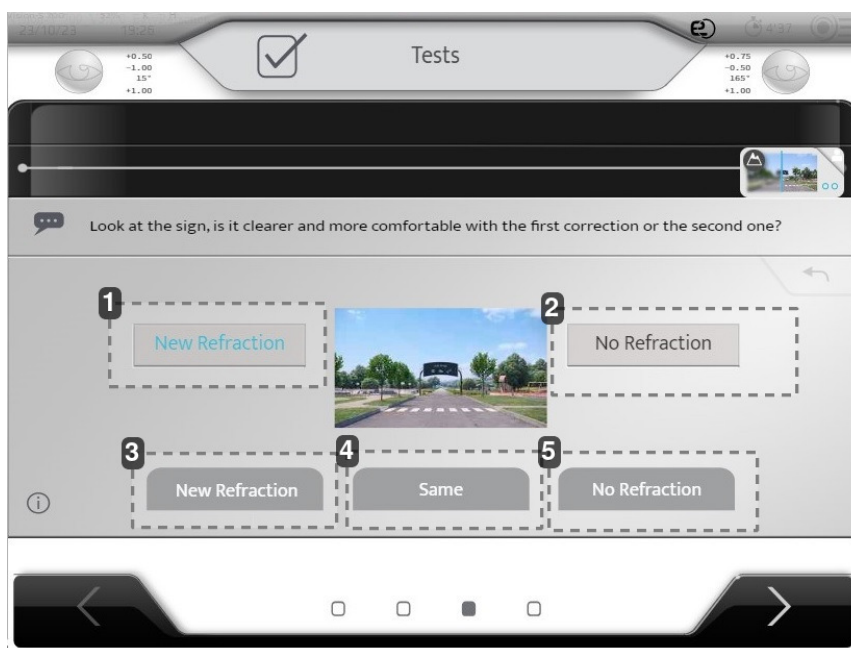 23/10/23 19:26
4'37
Tests
+0.50
-1.00
15°
+1.00
+0.75
-0.50
165°
+1.00
Look at the sign, is it clearer and more comfortable with the first correction or the second one?
1
2
New Refraction
No Refraction
3
4
5
New Refraction
Same
No Refraction